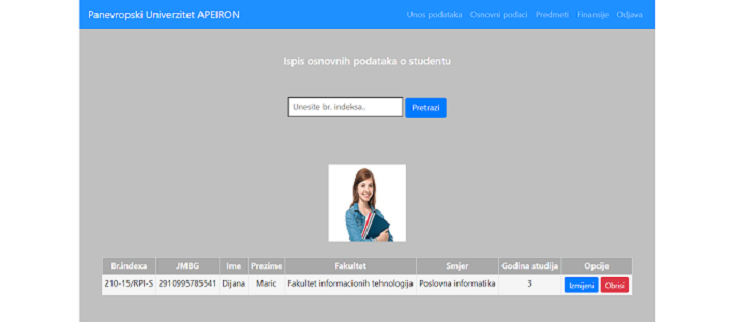 Panevropski Univerzitet APEIRON
Unos podataka Osnovni podaci Predmeti Finansije Odjava
Ispis osnovnih podataka o studentu
Unesite br. indeksa.. Pretrazi
Br.indexa JMBG Ime Prezime Fakultet Smjer Godina studija Opcije
210-15/RPI-S 2910995785541 Dijana Maric Fakultet informacionih tehnologija Poslovna informatika 3 Izmjeni Obrisi